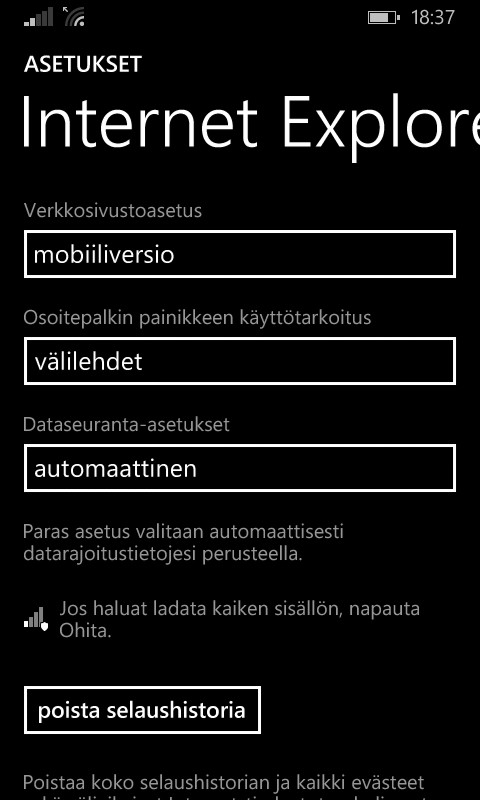 18:37
ASETUKSET
Internet Explore
Verkkosivustoasetus
mobiiliversio
Osoitepalkin painikkeen käyttötarkoitus
välilehdet
Dataseuranta-asetukset
automaattinen
Paras asetus valitaan automaattisesti
datarajoitustietojesi perusteella.
Jos haluat ladata kaiken sisällön, napauta
Ohita.
poista selaushistoria
Poistaa koko selaushistorian ja kaikki evästeet